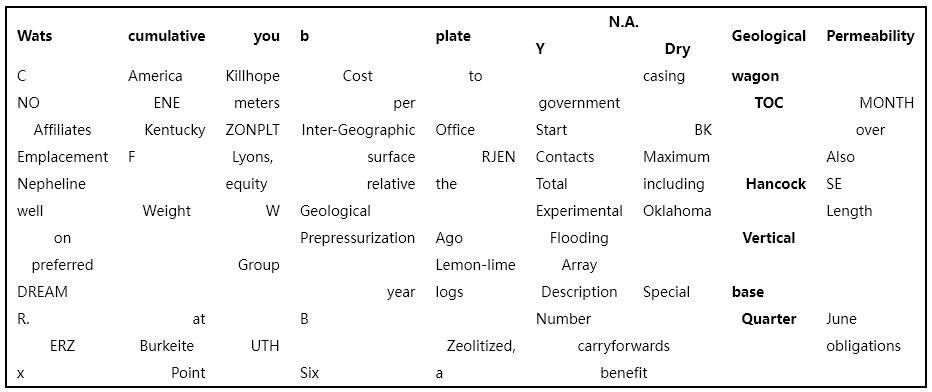 N.A.
Wats cumulative you b plate Y Dry Geological Permeability
C America Killhope Cost to casing wagon
NO ENE meters per government TOC MONTH
Affiliates Kentucky ZONPLT Inter-Geographic Office Start BK over
Emplacement F Lyons, surface RJEN Contacts Maximum Also
Nepheline equity relative the Total including Hancock SE
well Weight W Geological Experimental Oklahoma Length
on Prepressurization Ago Flooding Vertical
preferred Group Lemon-lime Array
DREAM year logs Description Special base
R. at B Number Quarter June
ERZ Burkeite UTH Zeolitized, carryforwards obligations
x Point Six a benefit